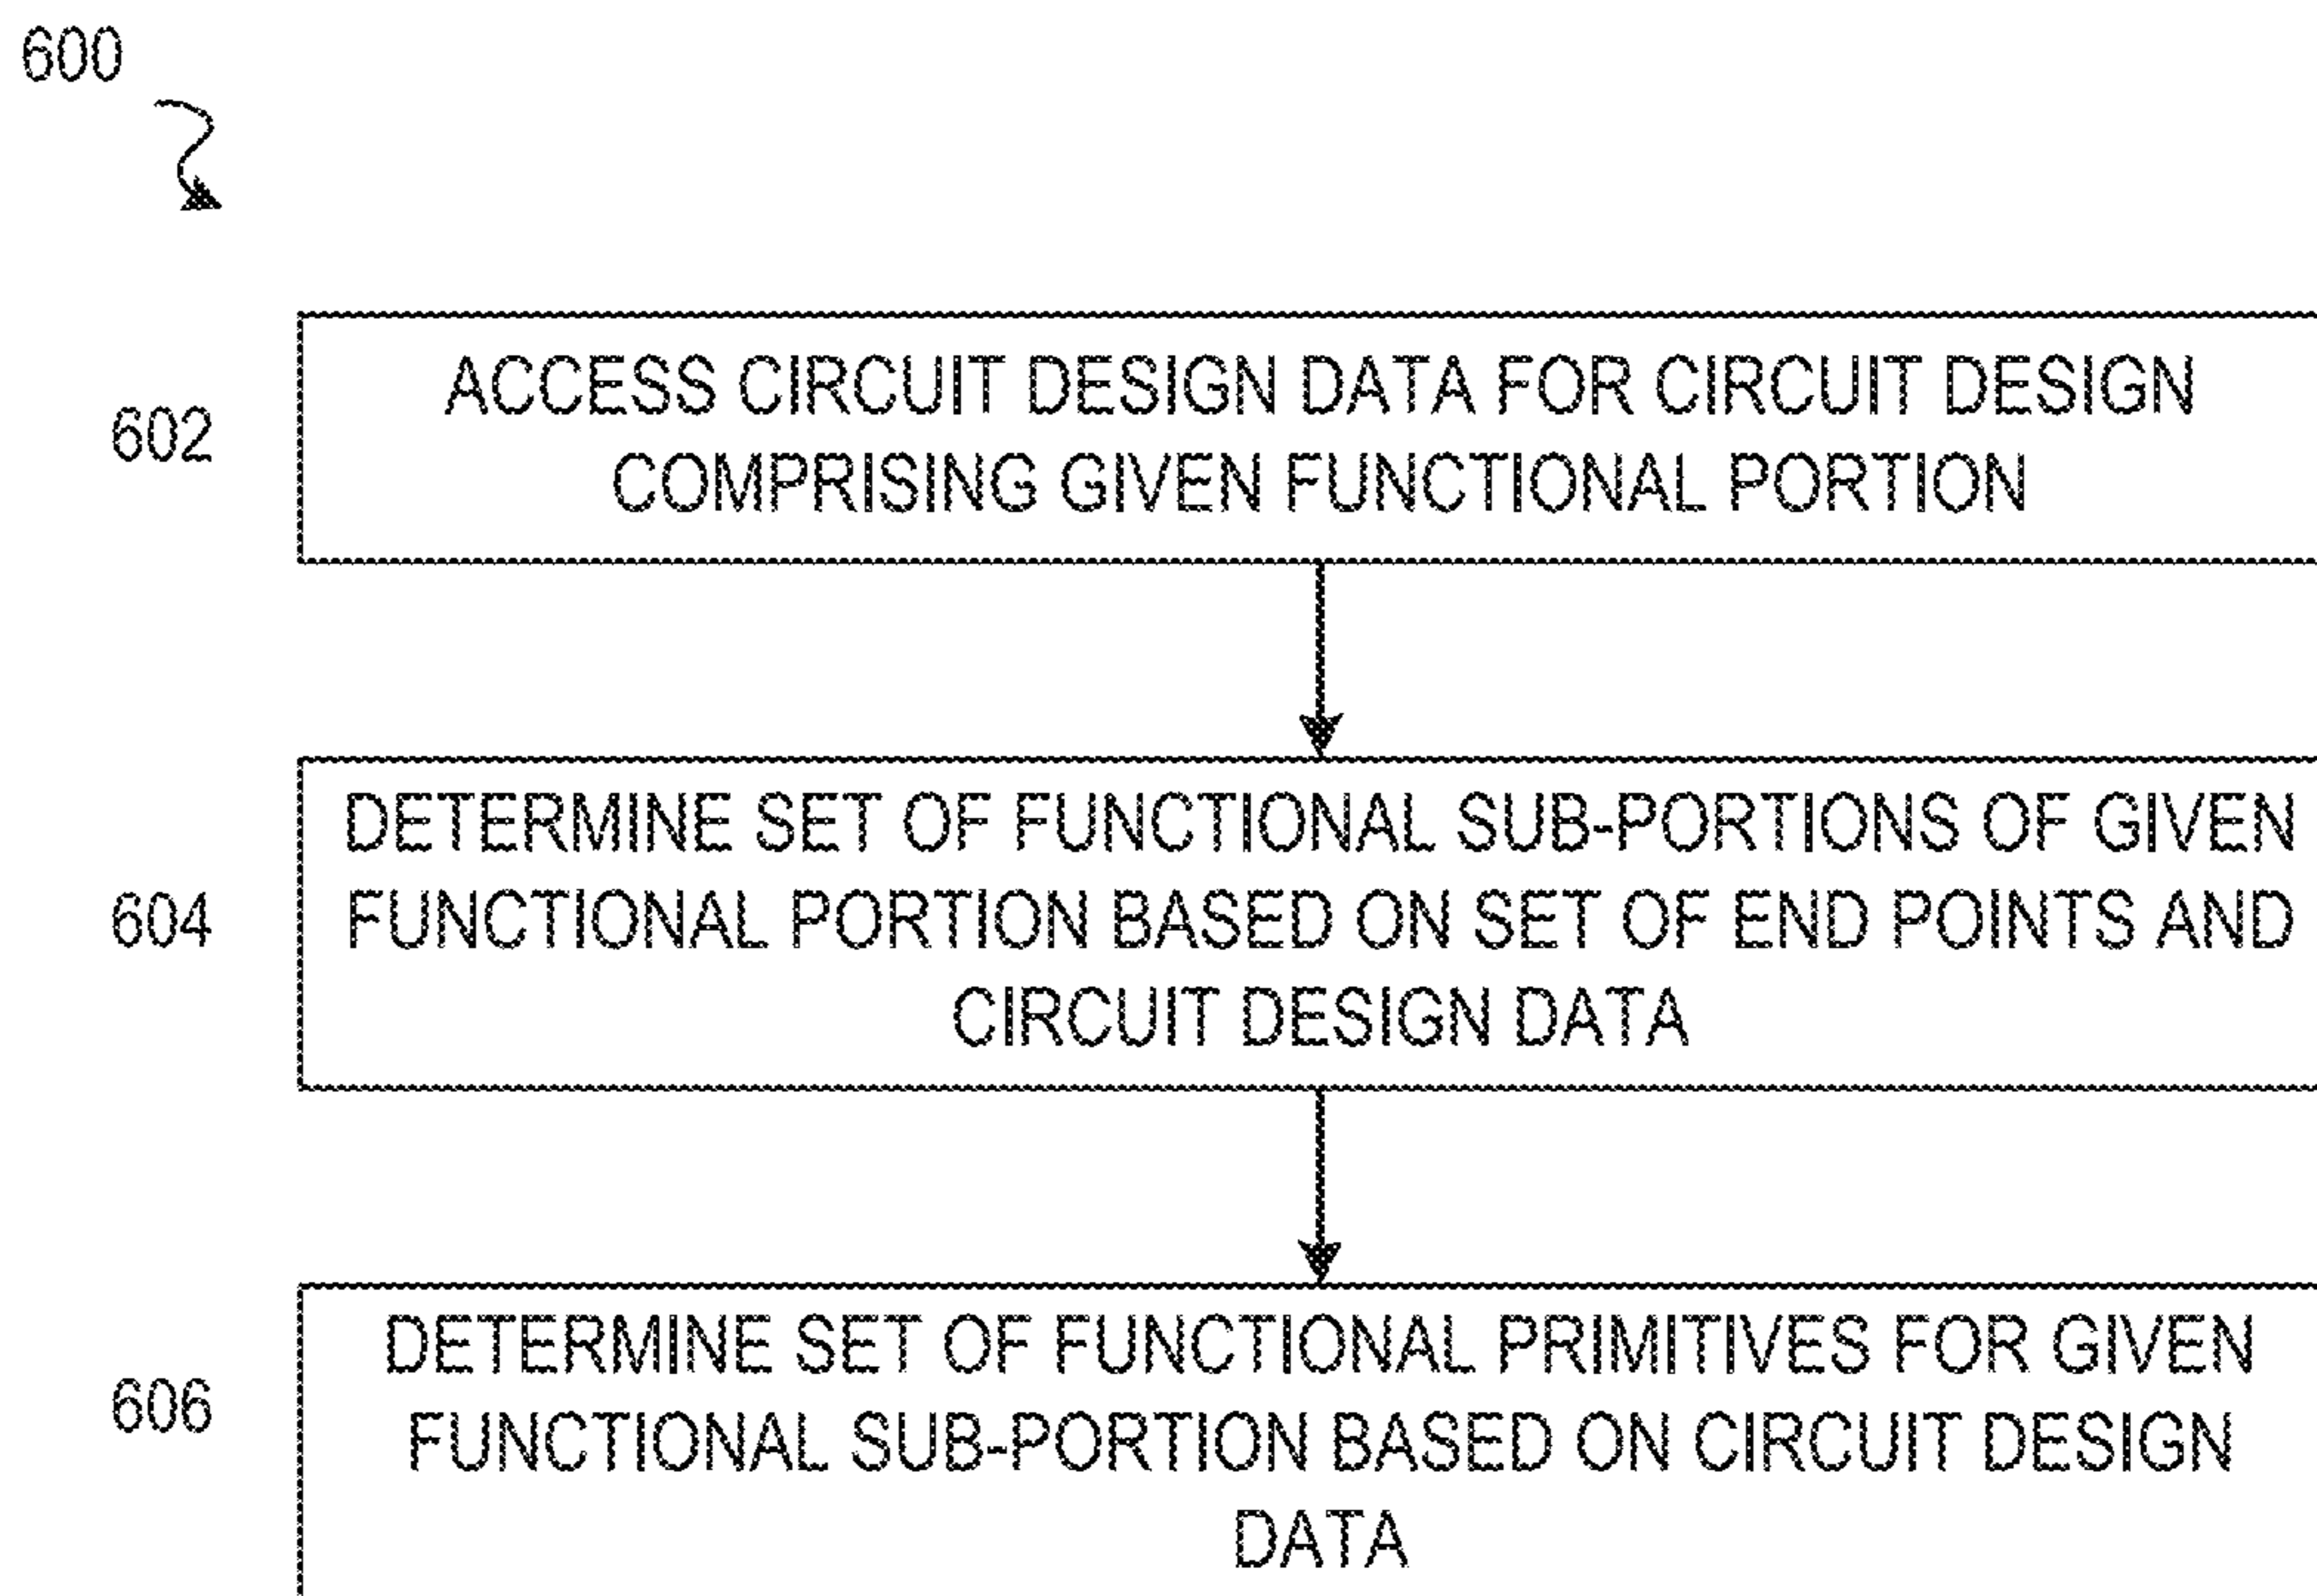 600
602
ACCESS CIRCUIT DESIGN DATA FOR CIRCUIT DESIGN
COMPRISING GIVEN FUNCTIONAL PORTION
604
DETERMINE SET OF FUNCTIONAL SUB-PORTIONS OF GIVEN
FUNCTIONAL PORTION BASED ON SET OF END POINTS AND
CIRCUIT DESIGN DATA
606
DETERMINE SET OF FUNCTIONAL PRIMITIVES FOR GIVEN
FUNCTIONAL SUB-PORTION BASED ON CIRCUIT DESIGN
DATA